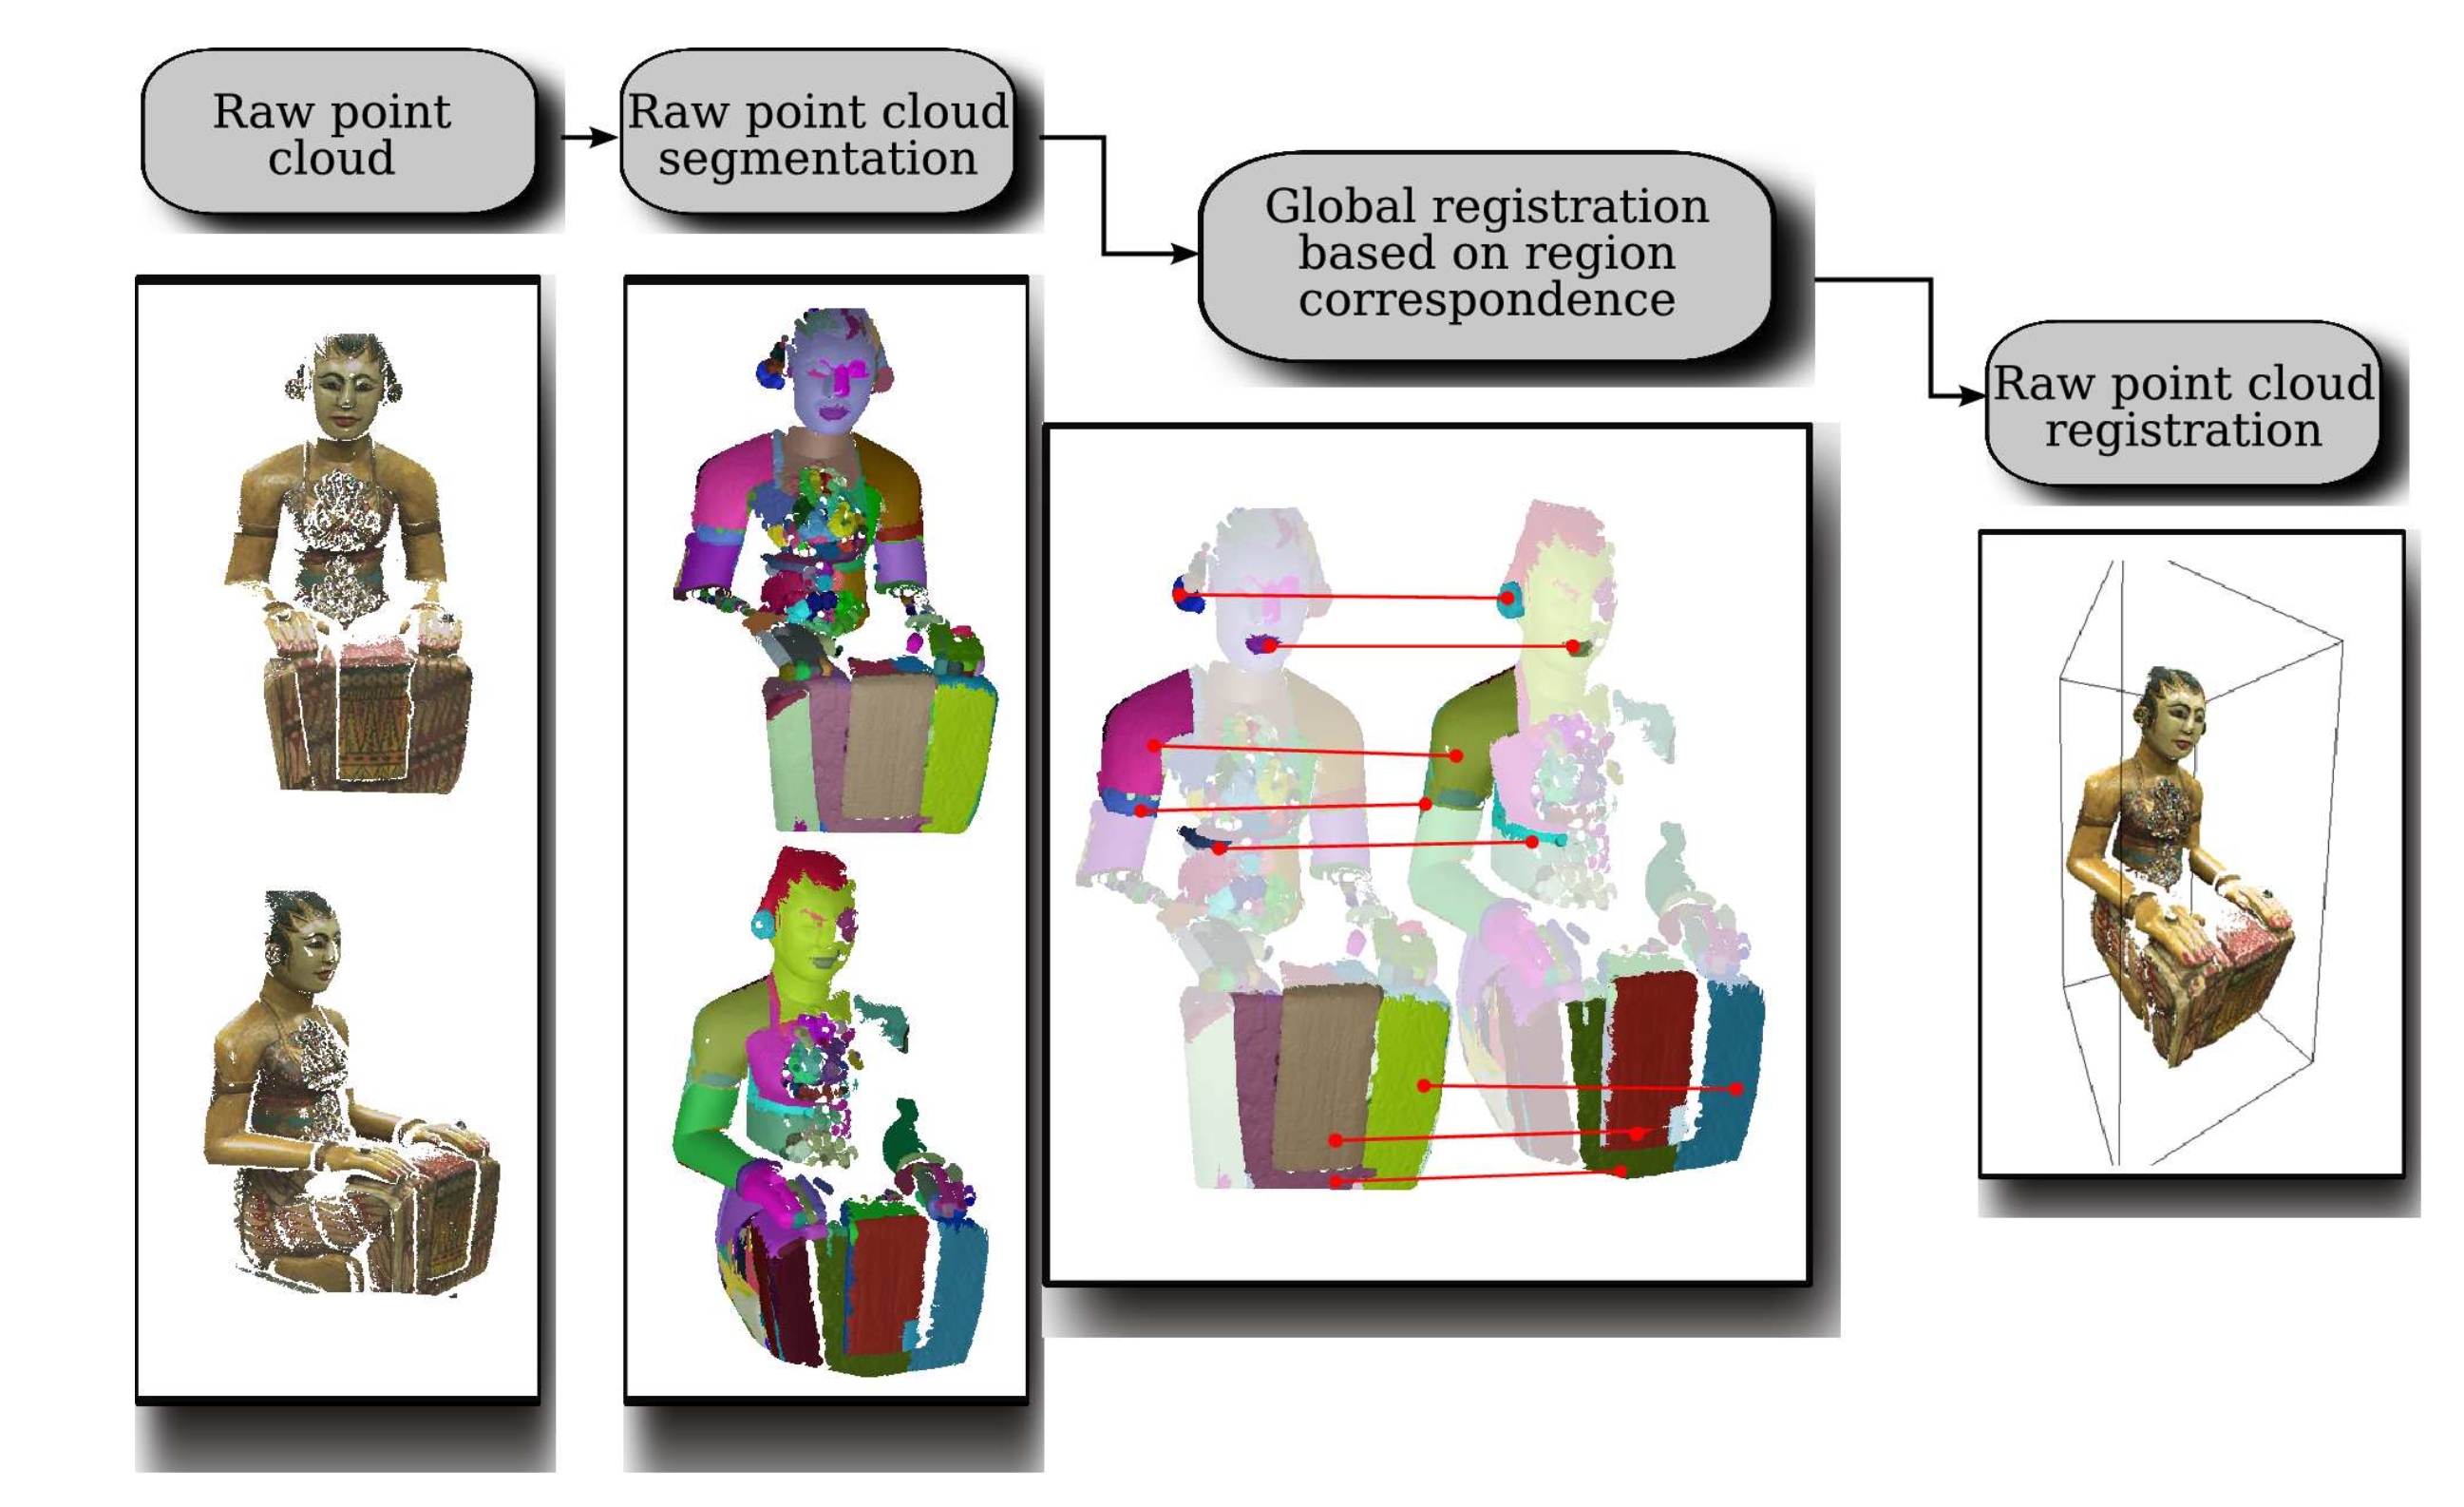 Raw point
cloud
Raw point cloud
segmentation
Global registration
based on region
correspondence
Raw point cloud
registration